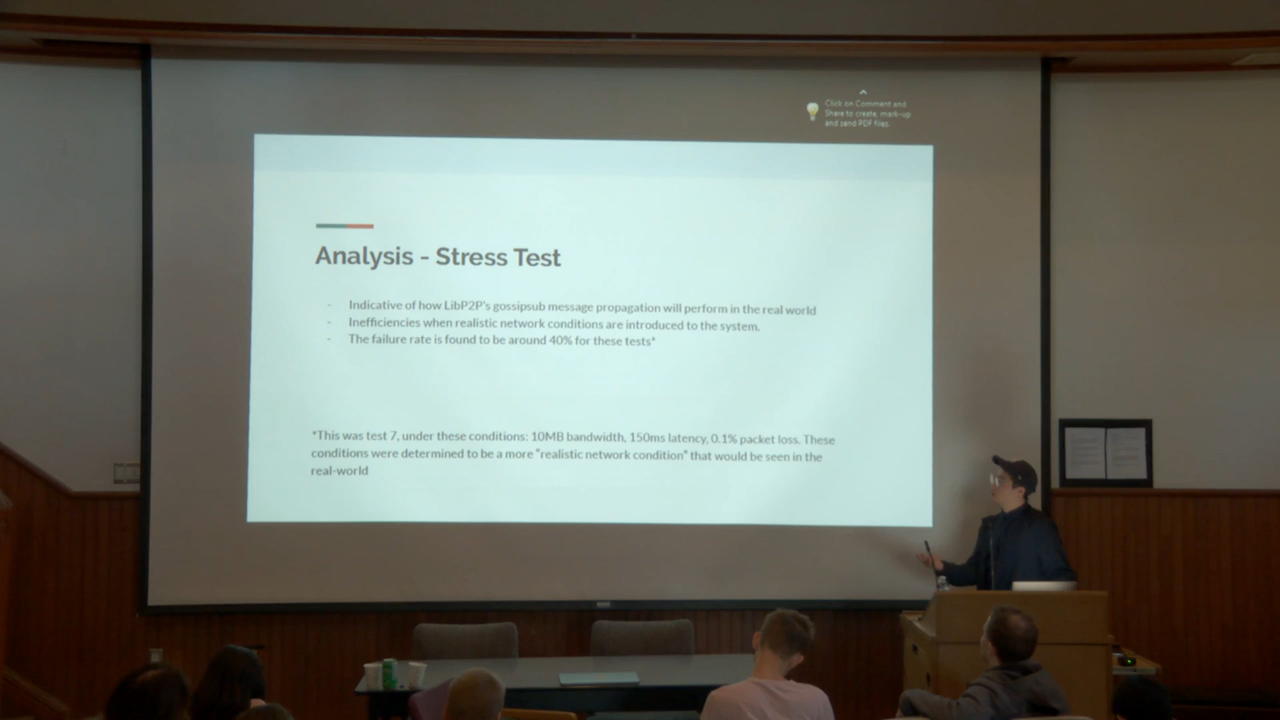 Click on Comment and
Share to create, mark-up
and send PDF files.
Analysis - Stress Test
- Indicative of how LibP2P's gossipsub message propagation will perform in the real world
- Inefficiencies when realistic network conditions are introduced to the system.
- The failure rate is found to be around 40% for these tests*
*This was test 7, under these conditions: 10MB bandwidth, 150ms latency, 0.1% packet loss. These
conditions were determined to be a more "realistic network condition" that would be seen in the
real-world